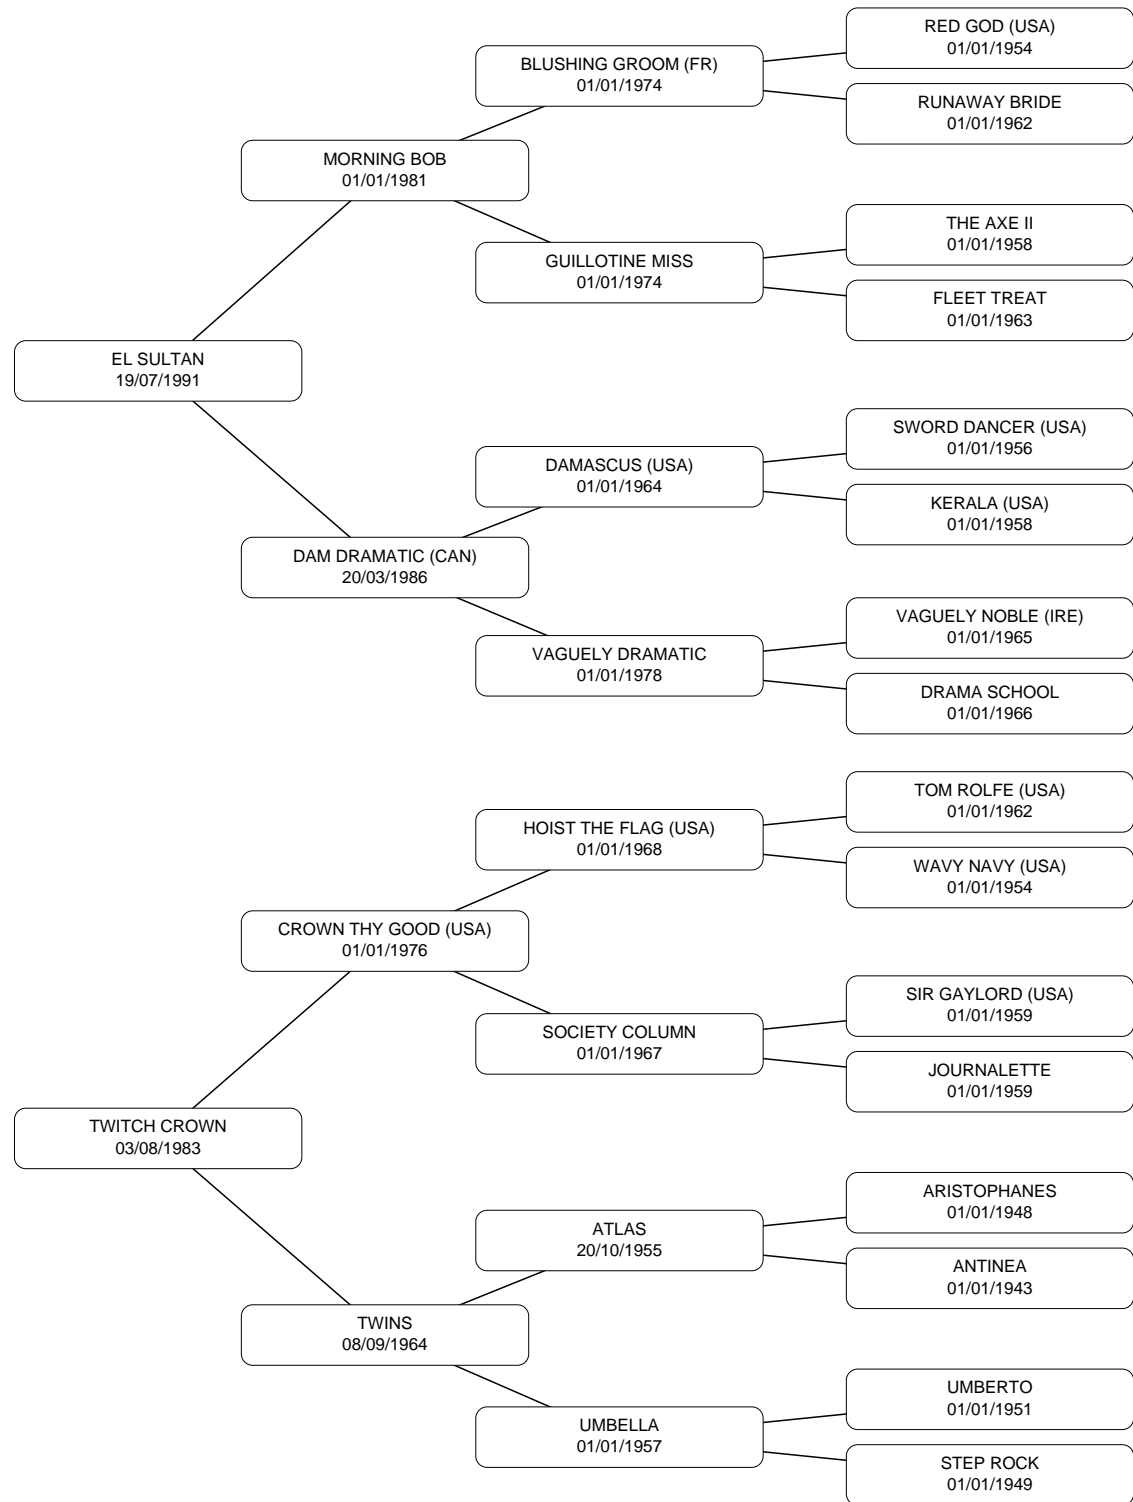 RED GOD (USA)
01/01/1954
BLUSHING GROOM (FR)
01/01/1974
RUNAWAY BRIDE
01/01/1962
MORNING BOB
01/01/1981
THE AXE II
01/01/1958
GUILLOTINE MISS
01/01/1974
FLEET TREAT
01/01/1963
EL SULTAN
19/07/1991
SWORD DANCER (USA)
01/01/1956
DAMASCUS (USA)
01/01/1964
KERALA (USA)
01/01/1958
DAM DRAMATIC (CAN)
20/03/1986
VAGUELY NOBLE (IRE)
01/01/1965
VAGUELY DRAMATIC
01/01/1978
DRAMA SCHOOL
01/01/1966
TOM ROLFE (USA)
01/01/1962
HOIST THE FLAG (USA)
01/01/1968
WAVY NAVY (USA)
01/01/1954
CROWN THY GOOD (USA)
01/01/1976
SIR GAYLORD (USA)
01/01/1959
SOCIETY COLUMN
01/01/1967
JOURNALETTE
01/01/1959
TWITCH CROWN
03/08/1983
ARISTOPHANES
01/01/1948
ATLAS
20/10/1955
ANTINEA
01/01/1943
TWINS
08/09/1964
UMBERTO
01/01/1951
UMBELLA
01/01/1957
STEP ROCK
01/01/1949